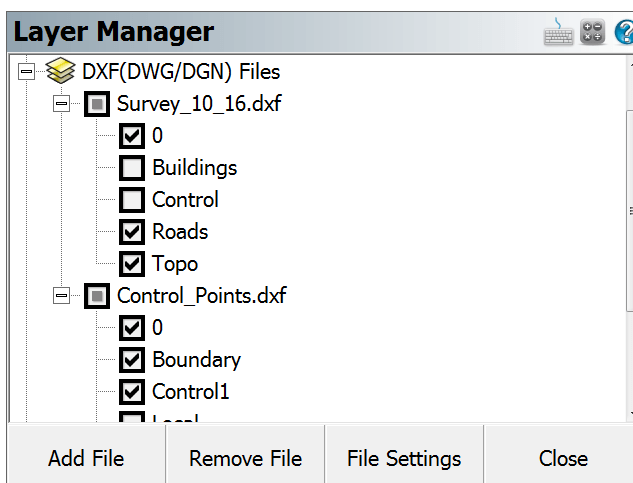 Layer Manager
DXF(DWG/DGN) Files
Survey_10_16.dxf
0
Buildings
Control
Roads
Topo
Control_Points.dxf
0
Boundary
Control1
Add File Remove File File Settings Close